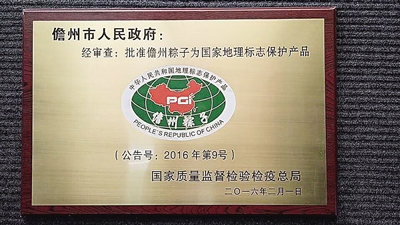 儋州市人民政府：
经审查：批准儋州粽子为国家地理标志保护产品
中华人民共和国地理标志保护产品
PGI
PEOPLE'S REPUBLIC OF CHINA
儋州粽子
（公告号：2016年第9号）
国家质量监督检验检疫总局
二〇一六年二月一日